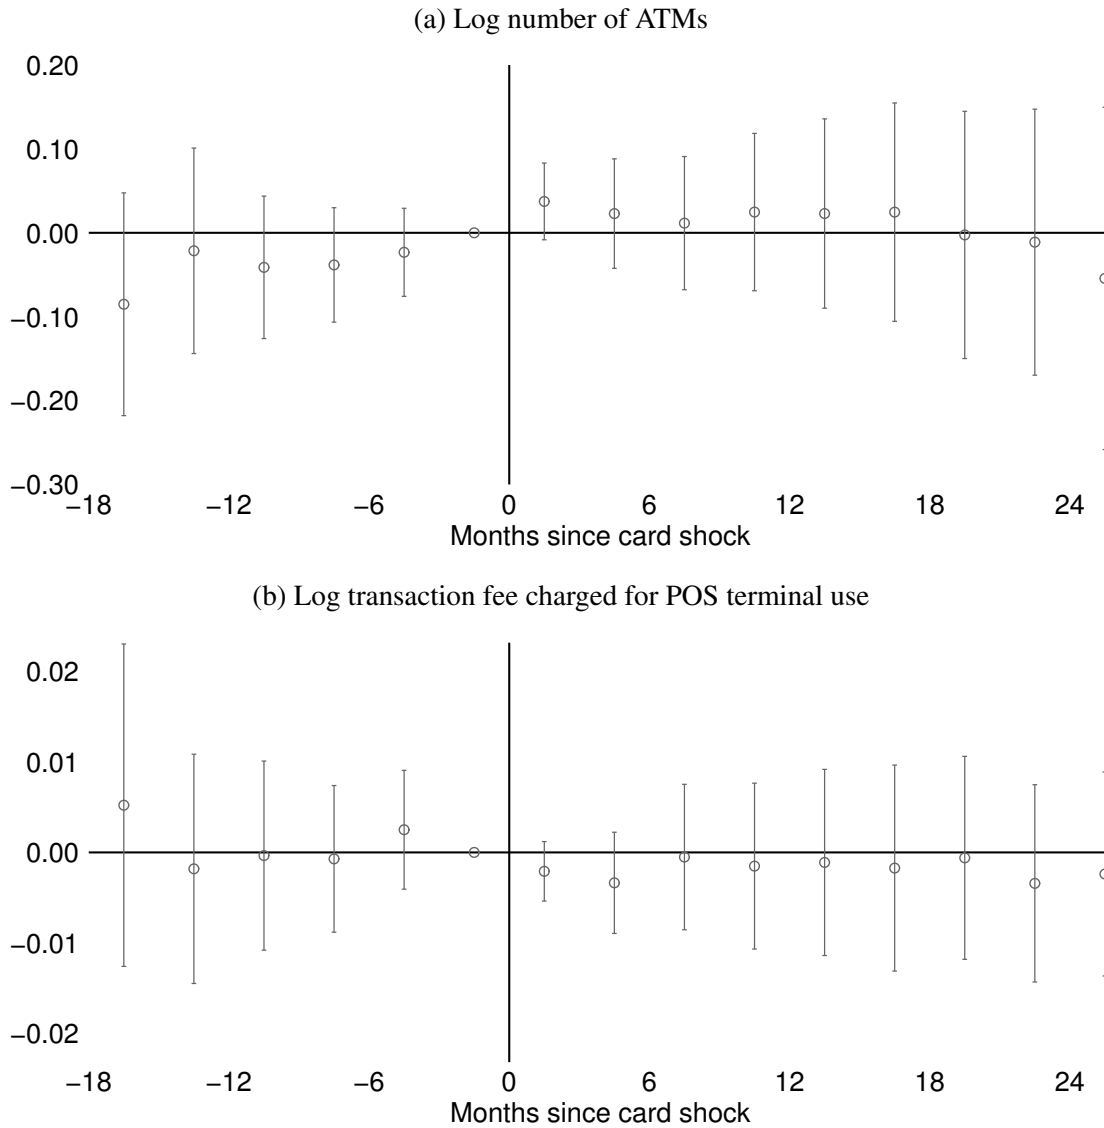 (a) Log number of ATMs
0.20
0.10
0.00
−0.10
−0.20
−0.30
−18 −12 −6 0 6 12 18 24
Months since card shock
(b) Log transaction fee charged for POS terminal use
0.02
0.01
0.00
−0.01
−0.02
−18 −12 −6 0 6 12 18 24
Months since card shock